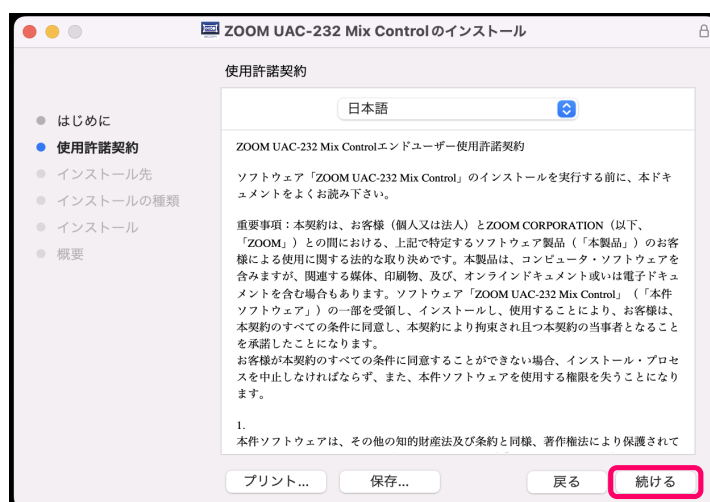 ZOOM UAC-232 Mix Controlのインストール
使用許諾契約
はじめに
使用許諾契約
インストール先
インストールの種類
インストール
概要
日本語
ZOOM UAC-232 Mix Controlエンドユーザー使用許諾契約
ソフトウェア「ZOOM UAC-232 Mix Control」のインストールを実行する前に、本ドキ
ュメントをよくお読み下さい。
重要事項：本契約は、お客様（個人又は法人）とZOOM CORPORATION（以下、
「ZOOM」）との間における、上記で特定するソフトウェア製品（「本製品」）のお客
様による使用に関する法的な取り決めです。本製品は、コンピュータ・ソフトウェアを
含みますが、関連する媒体、印刷物、及び、オンラインドキュメント或いは電子ドキュ
メントを含む場合もあります。ソフトウェア「ZOOM UAC-232 Mix Control」（「本件
ソフトウェア」）の一部を受領し、インストールし、使用することにより、お客様は、
本契約のすべての条件に同意し、本契約により拘束され且つ本契約の当事者となること
を承諾したことになります。
お客様が本契約のすべての条件に同意することができない場合、インストール・プロセ
スを中止しなければならず、また、本件ソフトウェアを使用する権限を失うことになり
ます。
1.
本件ソフトウェアは、その他の知的財産法及び条約と同様、著作権法により保護されて
プリント...
保存...
戻る
続ける